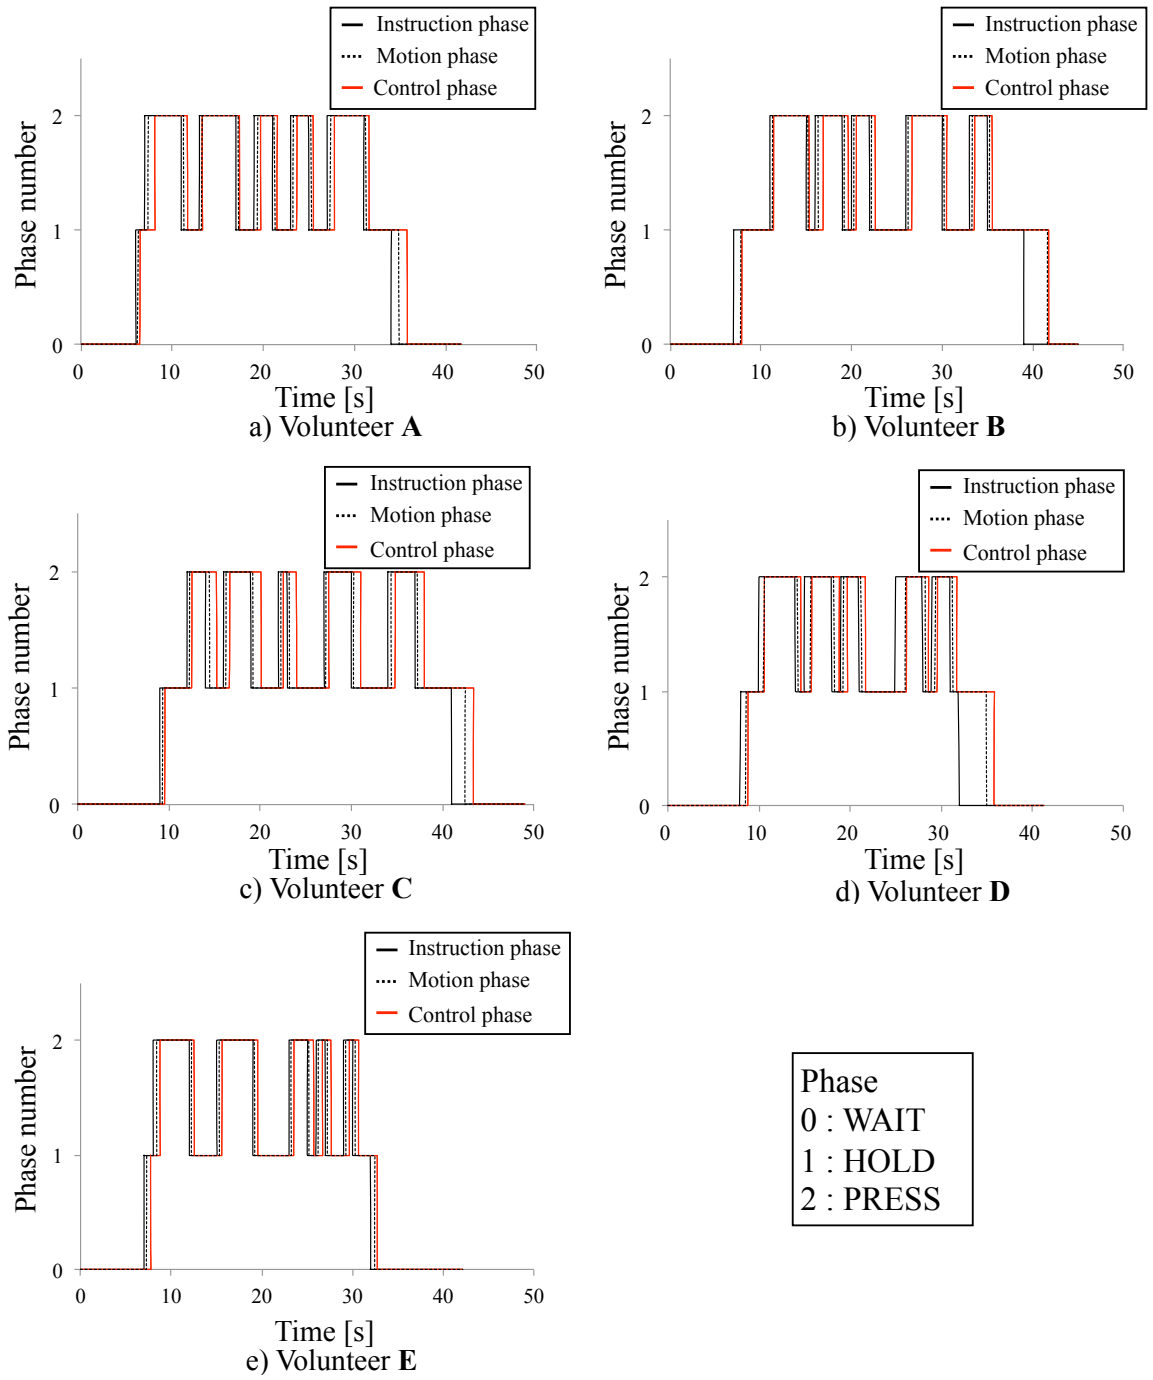 Instruction phase
Motion phase
Control phase
Phase number
2
1
0
0 10 20 30 40 50
Time [s]
a) Volunteer A
Instruction phase
Motion phase
Control phase
Phase number
2
1
0
0 10 20 30 40 50
Time [s]
b) Volunteer B
Instruction phase
Motion phase
Control phase
Phase number
2
1
0
0 10 20 30 40 50
Time [s]
c) Volunteer C
Instruction phase
Motion phase
Control phase
Phase number
2
1
0
0 10 20 30 40 50
Time [s]
d) Volunteer D
Instruction phase
Motion phase
Control phase
Phase number
2
1
0
0 10 20 30 40 50
Time [s]
e) Volunteer E
Phase
0 : WAIT
1 : HOLD
2 : PRESS